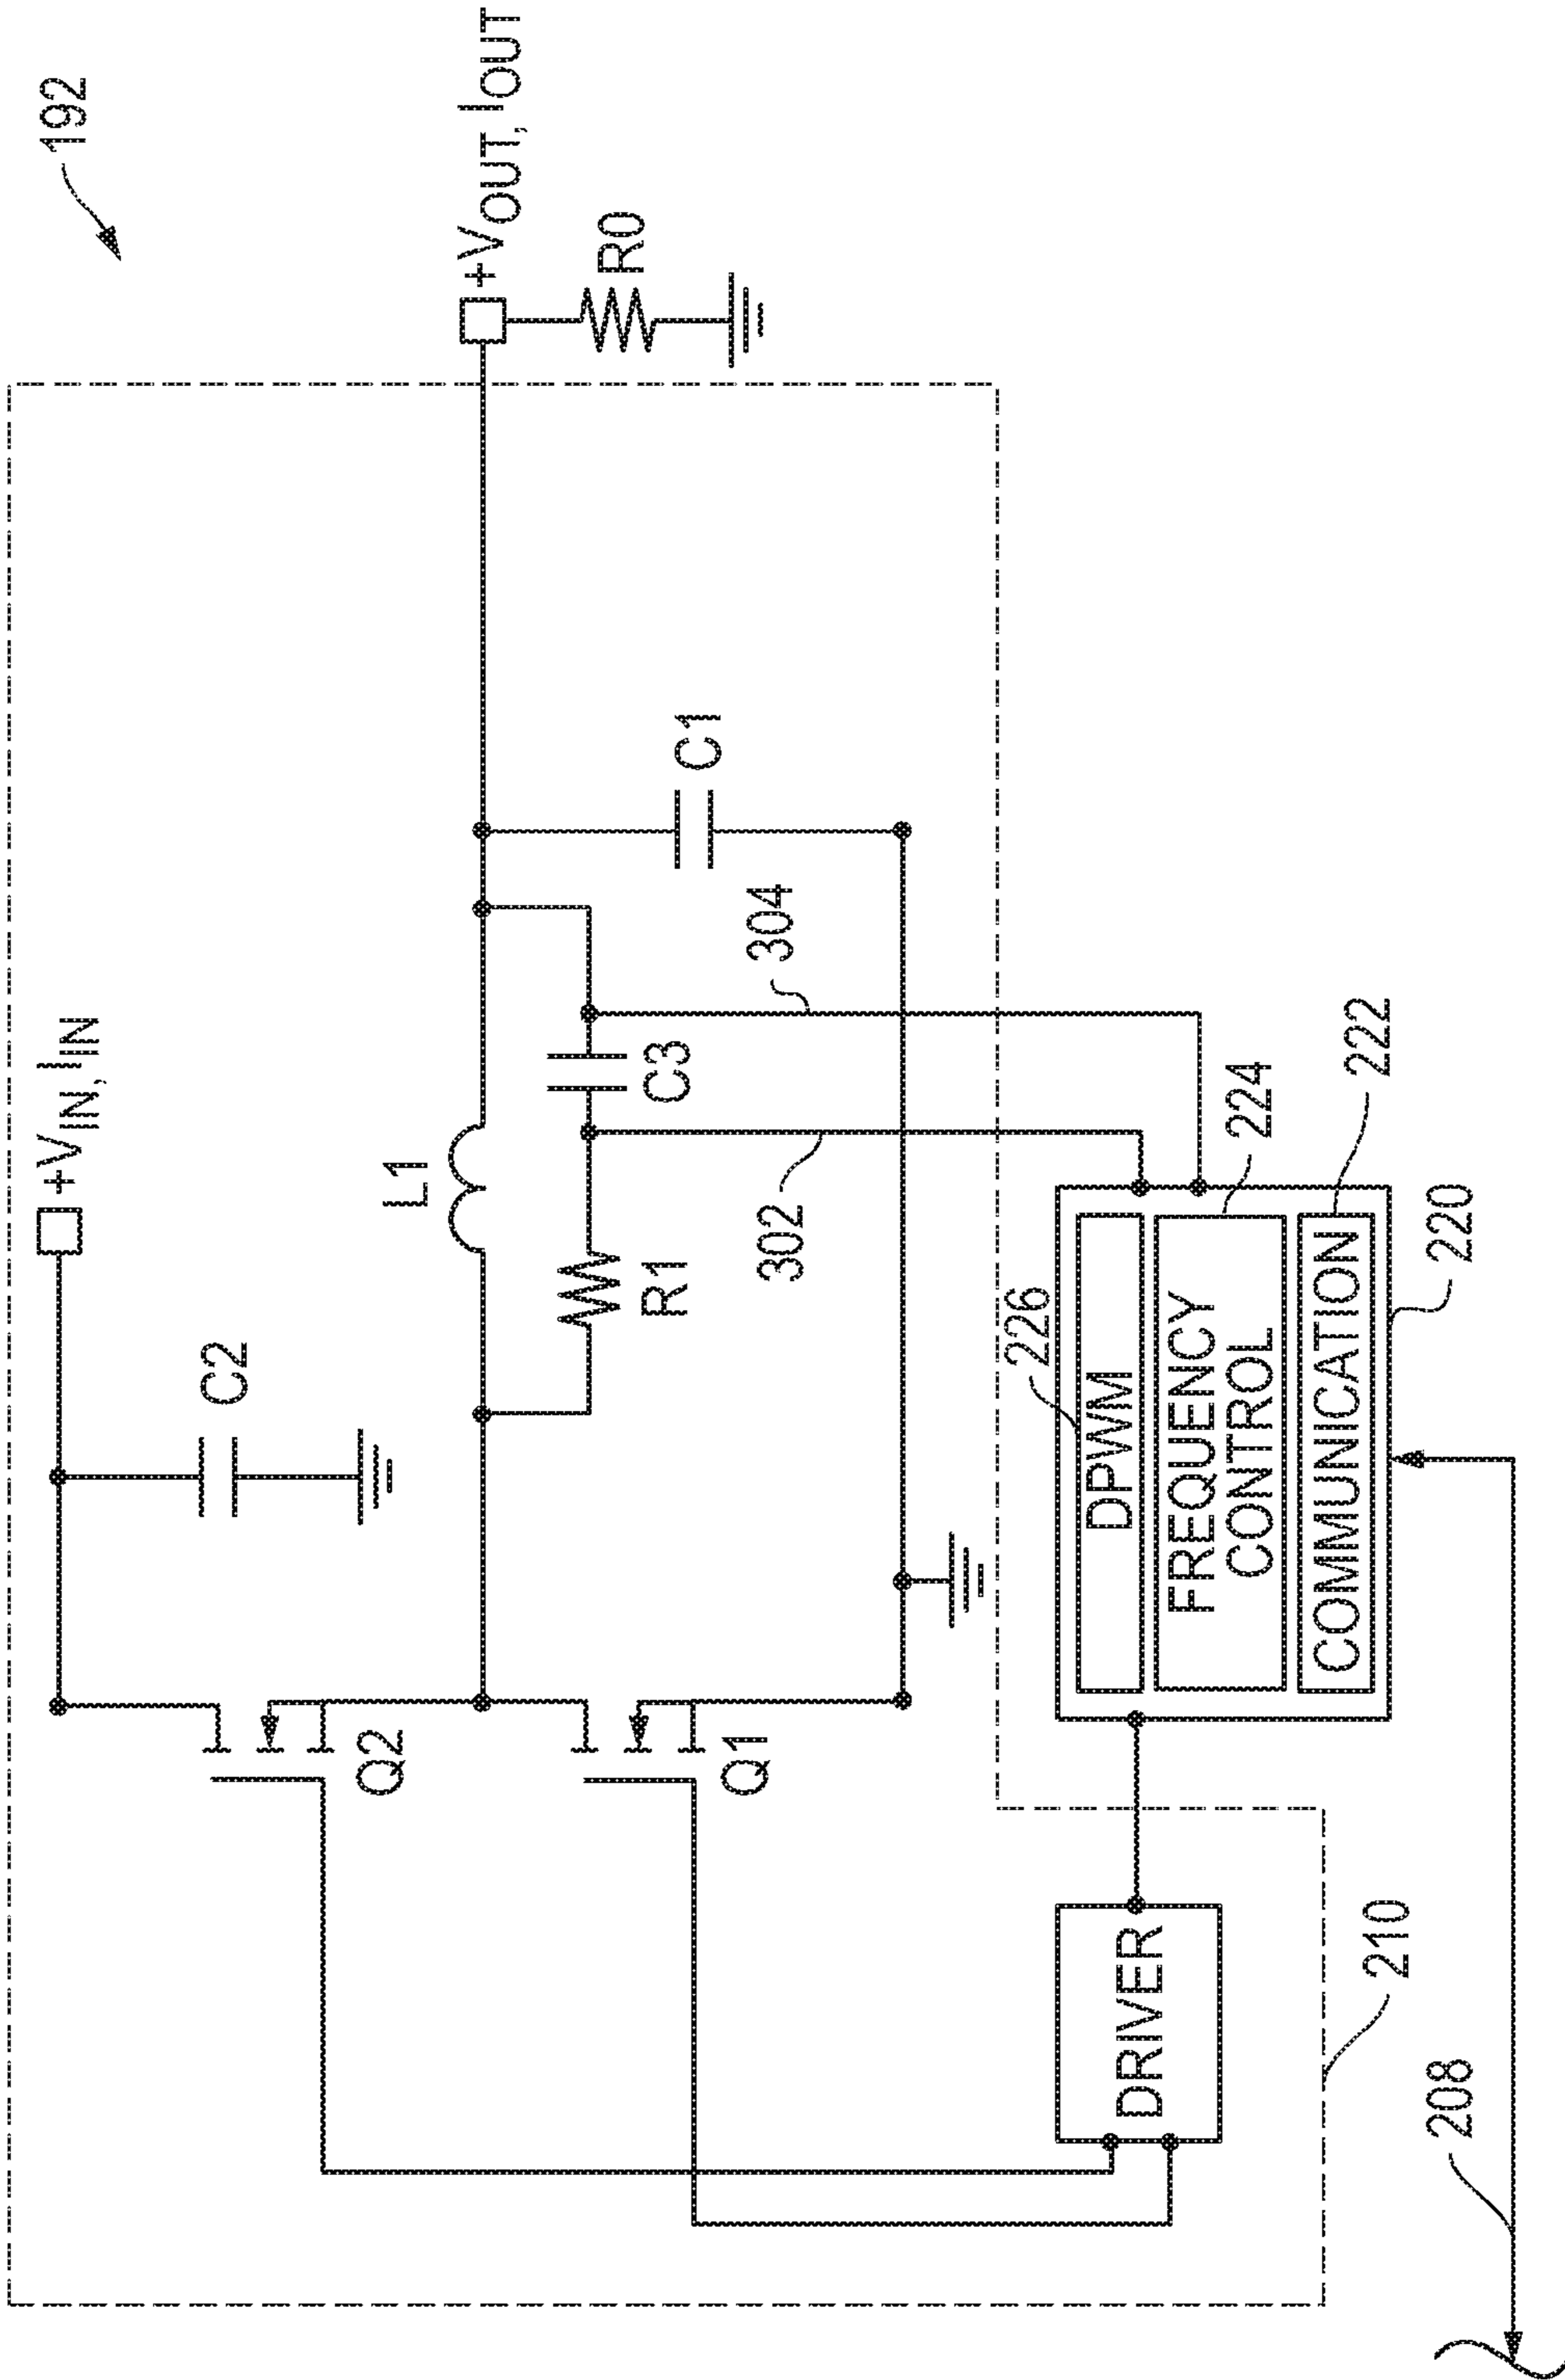 192
+VIN, IIN
+VOUT, IOUT
C2
R0
L1
Q2
R1
C3
C1
Q1
302
304
226
DRIVER
DPWM
224
FREQUENCY
CONTROL
222
COMMUNICATION
210
220
208